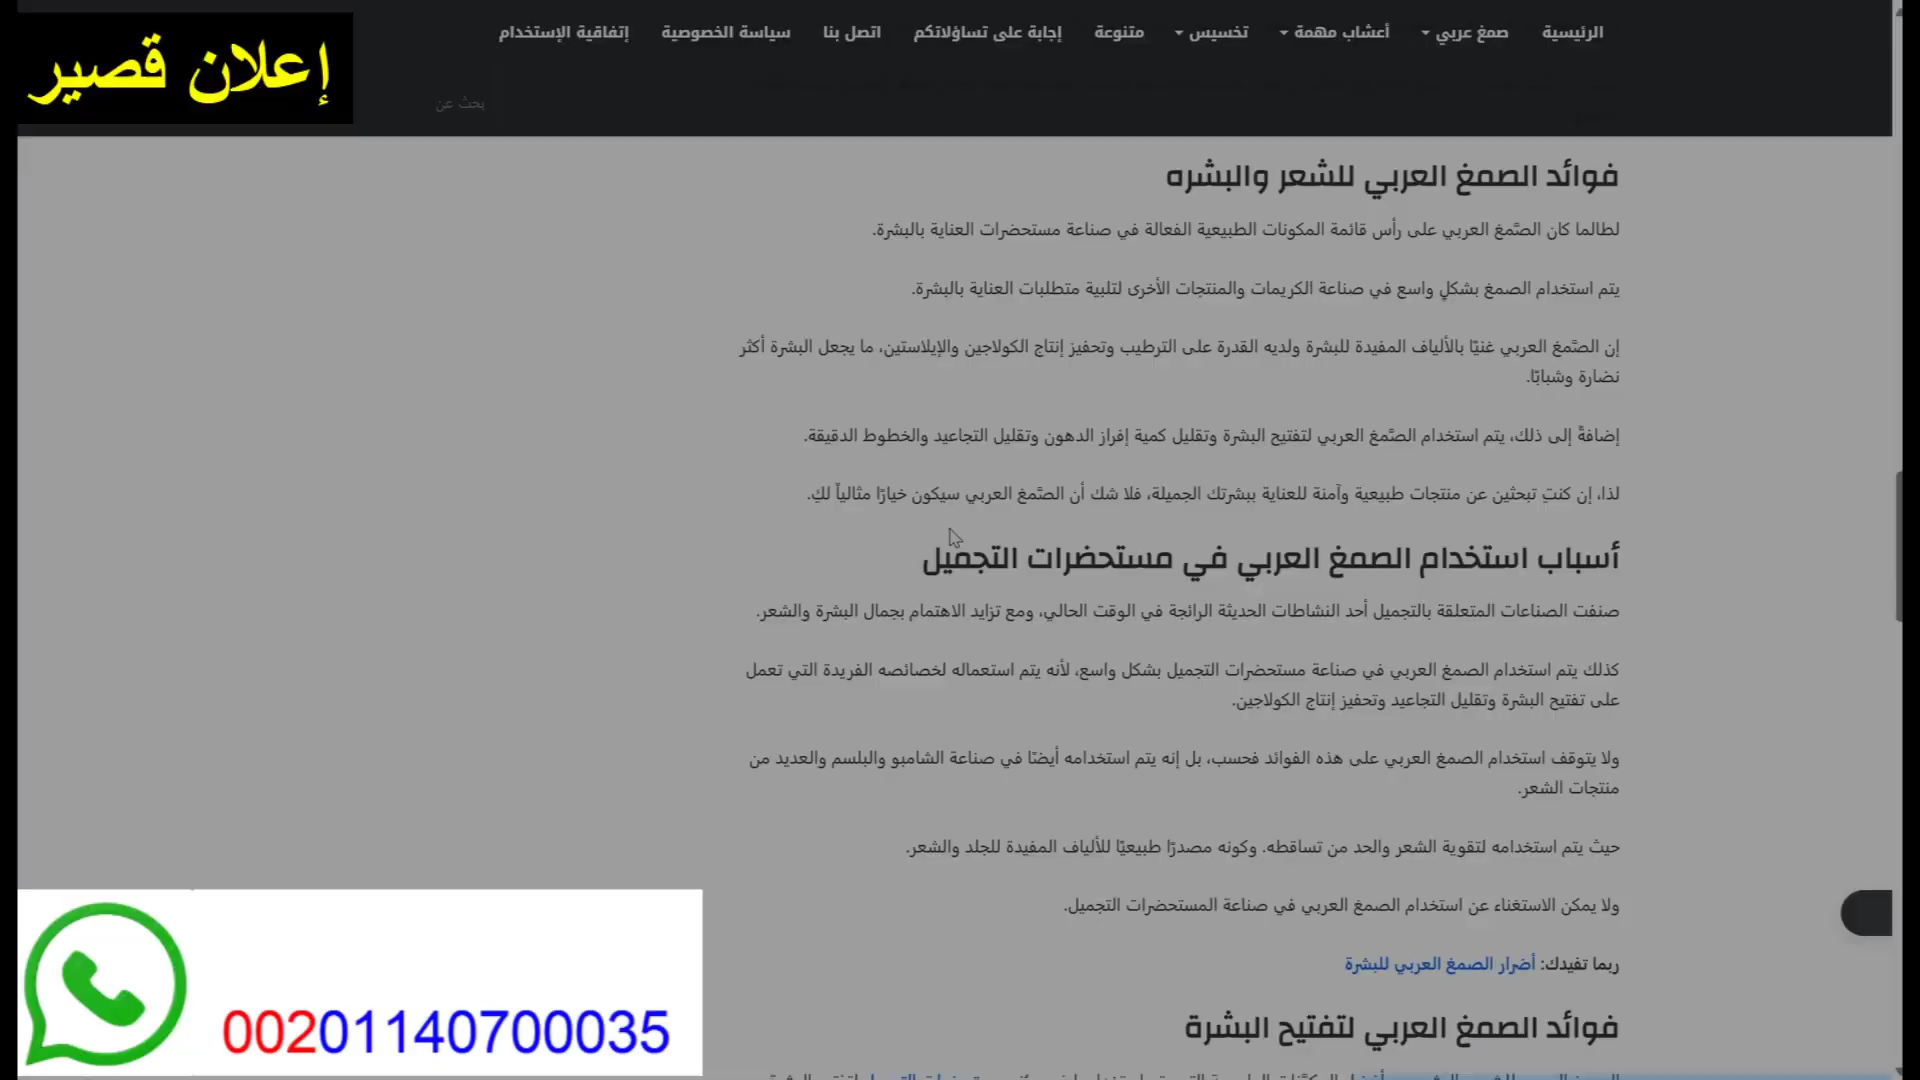 إعلان قصير
الرئيسية
صمغ عربي
أعشاب مهمة
تخسيس
متنوعة
إجابة على تساؤلاتكم
اتصل بنا
سياسة الخصوصية
إتفاقية الإستخدام
بحث عن
فوائد الصمغ العربي للشعر والبشره
لطالما كان الصَّمغ العربي على رأس قائمة المكونات الطبيعية الفعالة في صناعة مستحضرات العناية بالبشرة.
يتم استخدام الصمغ بشكلٍ واسع في صناعة الكريمات والمنتجات الأخرى لتلبية متطلبات العناية بالبشرة.
إن الصَّمغ العربي غنيًا بالألياف المفيدة للبشرة ولديه القدرة على الترطيب وتحفيز إنتاج الكولاجين والإيلاستين، ما يجعل البشرة أكثر
نضارة وشبابًا.
إضافةً إلى ذلك، يتم استخدام الصَّمغ العربي لتفتيح البشرة وتقليل كمية إفراز الدهون وتقليل التجاعيد والخطوط الدقيقة.
لذا، إن كنتِ تبحثين عن منتجات طبيعية وآمنة للعناية ببشرتك الجميلة، فلا شك أن الصَّمغ العربي سيكون خيارًا مثالياً لكِ.
أسباب استخدام الصمغ العربي في مستحضرات التجميل
صنفت الصناعات المتعلقة بالتجميل أحد النشاطات الحديثة الرائجة في الوقت الحالي، ومع تزايد الاهتمام بجمال البشرة والشعر.
كذلك يتم استخدام الصمغ العربي في صناعة مستحضرات التجميل بشكل واسع، لأنه يتم استعماله لخصائصه الفريدة التي تعمل
على تفتيح البشرة وتقليل التجاعيد وتحفيز إنتاج الكولاجين.
ولا يتوقف استخدام الصمغ العربي على هذه الفوائد فحسب، بل إنه يتم استخدامه أيضًا في صناعة الشامبو والبلسم والعديد من
منتجات الشعر.
حيث يتم استخدامه لتقوية الشعر والحد من تساقطه. وكونه مصدرًا طبيعيًا للألياف المفيدة للجلد والشعر.
ولا يمكن الاستغناء عن استخدام الصمغ العربي في صناعة المستحضرات التجميل.
ربما تفيدك: أضرار الصمغ العربي للبشرة
فوائد الصمغ العربي لتفتيح البشرة
00201140700035